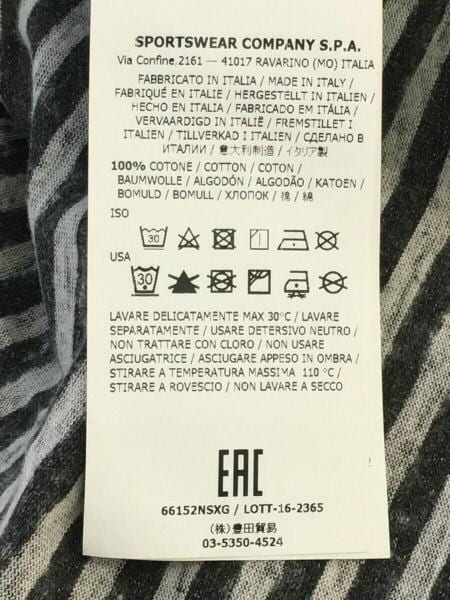 SPORTSWEAR COMPANY S.P.A.
Via Confine,2161 — 41017 RAVARINO (MO) ITALIA
FABBRICATO IN ITALIA / MADE IN ITALY /
FABRIQUÉ EN ITALIE / HERGESTELLT IN ITALIEN /
HECHO EN ITALIA / FABRICADO EM ITÁLIA /
VERVAARDIGD IN ITALIË / FREMSTILLET I
ITALIEN / TILLVERKAD I ITALIEN / СДЕЛАНО В
ИТАЛИИ / 意大利制造 / イタリア製
100% COTONE / COTTON / COTON /
BAUMWOLLE / ALGODÓN / ALGODÃO / KATOEN /
BOMULD / BOMULL / ХЛОПОК / 棉 / 綿
ISO
30
USA
30
LAVARE DELICATAMENTE MAX 30°C / LAVARE
SEPARATAMENTE / USARE DETERSIVO NEUTRO /
NON TRATTARE CON CLORO / NON USARE
ASCIUGATRICE / ASCIUGARE APPESO IN OMBRA /
STIRARE A TEMPERATURA MASSIMA 110 °C /
STIRARE A ROVESCIO / NON LAVARE A SECCO
EAC
66152NSXG / LOTT-16-2365
(株)豊田貿易
03-5350-4524